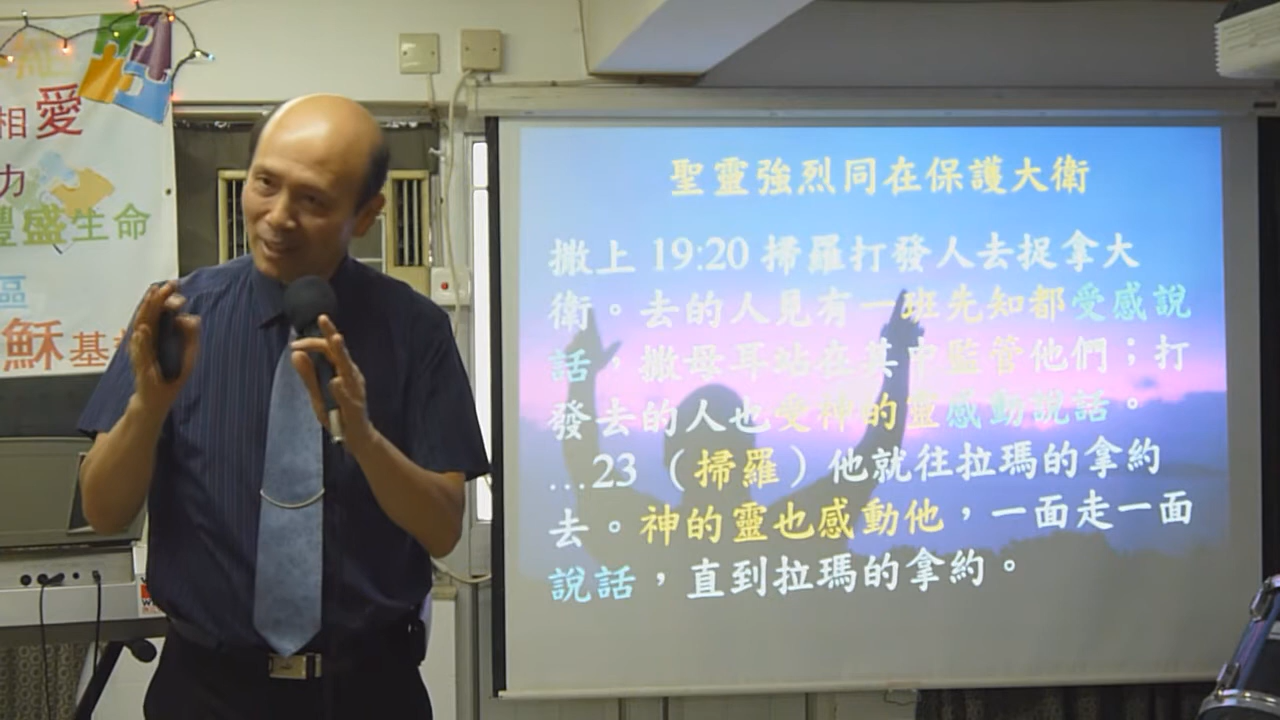 相愛
力
豐盛生命
區
穌基
聖靈強烈同在保護大衛
撒上 19:20 掃羅打發人去捉拿大
衛。去的人見有一班先知都受感說
話，撒母耳站在其中監管他們；打
發去的人也受神的靈感動說話。
…23 （掃羅）他就往拉瑪的拿約
去。神的靈也感動他，一面走一面
說話，直到拉瑪的拿約。